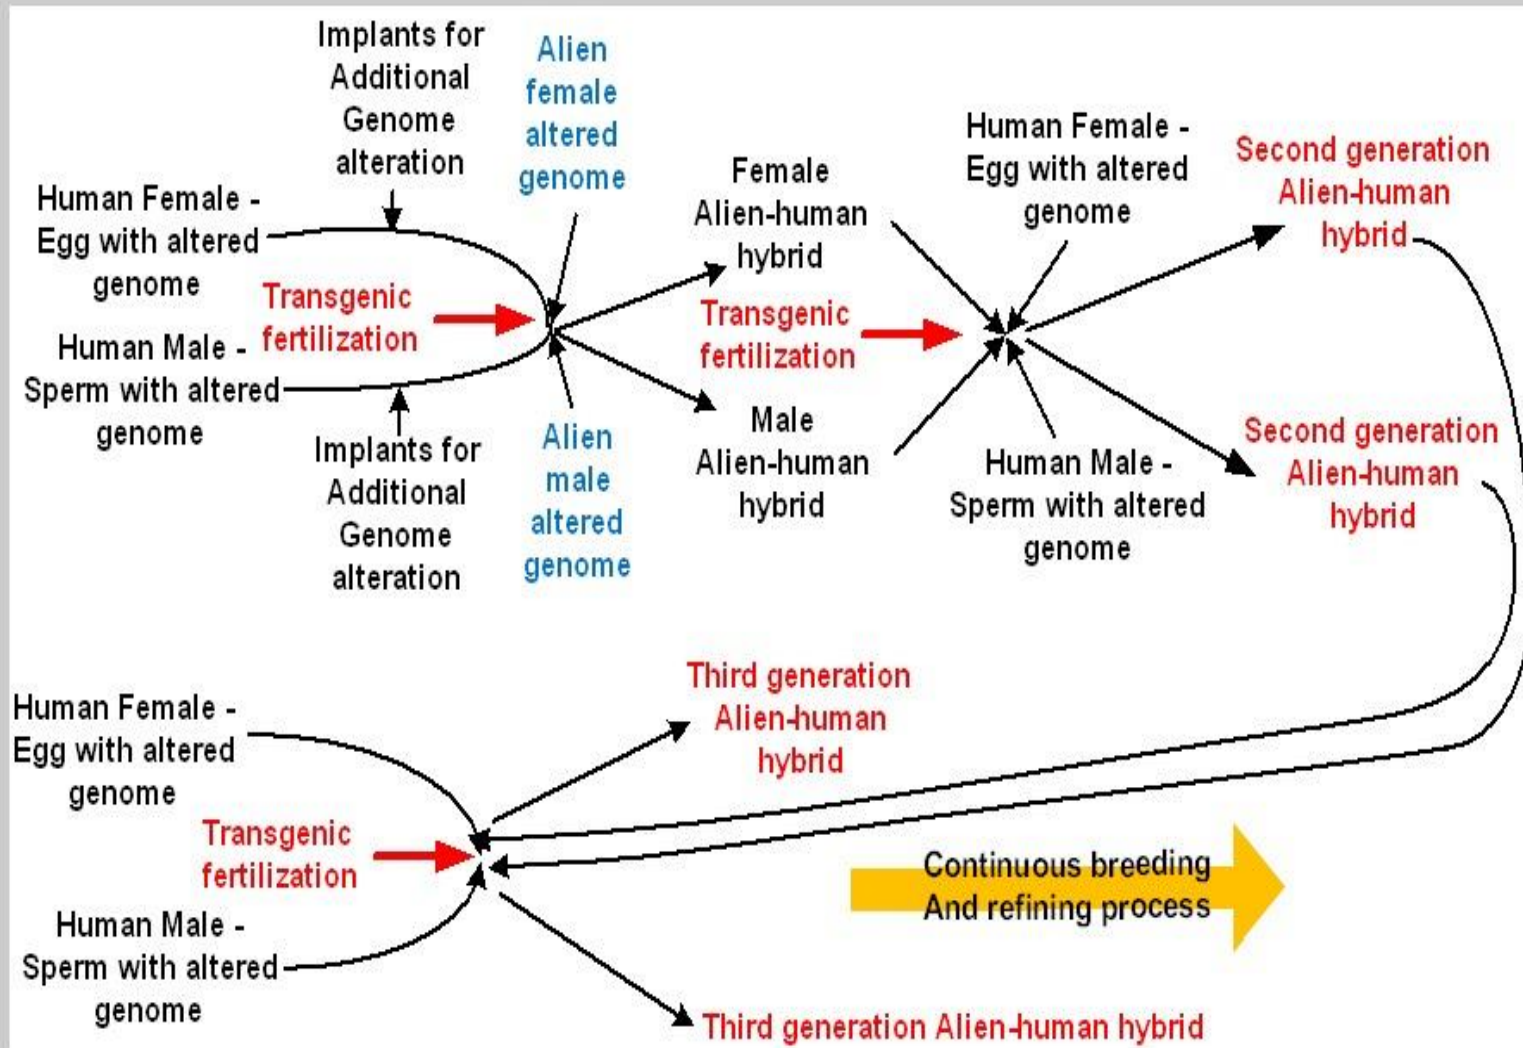 Implants for
Additional
Genome
alteration
Alien
female
altered
genome
Human Female -
Egg with altered
genome
Transgenic
fertilization
Human Male -
Sperm with altered
genome
Implants for
Additional
Genome
alteration
Alien
male
altered
genome
Female
Alien-human
hybrid
Transgenic
fertilization
Male
Alien-human
hybrid
Human Female -
Egg with altered
genome
Human Male -
Sperm with altered
genome
Second generation
Alien-human
hybrid
Second generation
Alien-human
hybrid
Human Female -
Egg with altered
genome
Transgenic
fertilization
Human Male -
Sperm with altered
genome
Third generation
Alien-human
hybrid
Continuous breeding
And refining process
Third generation Alien-human hybrid